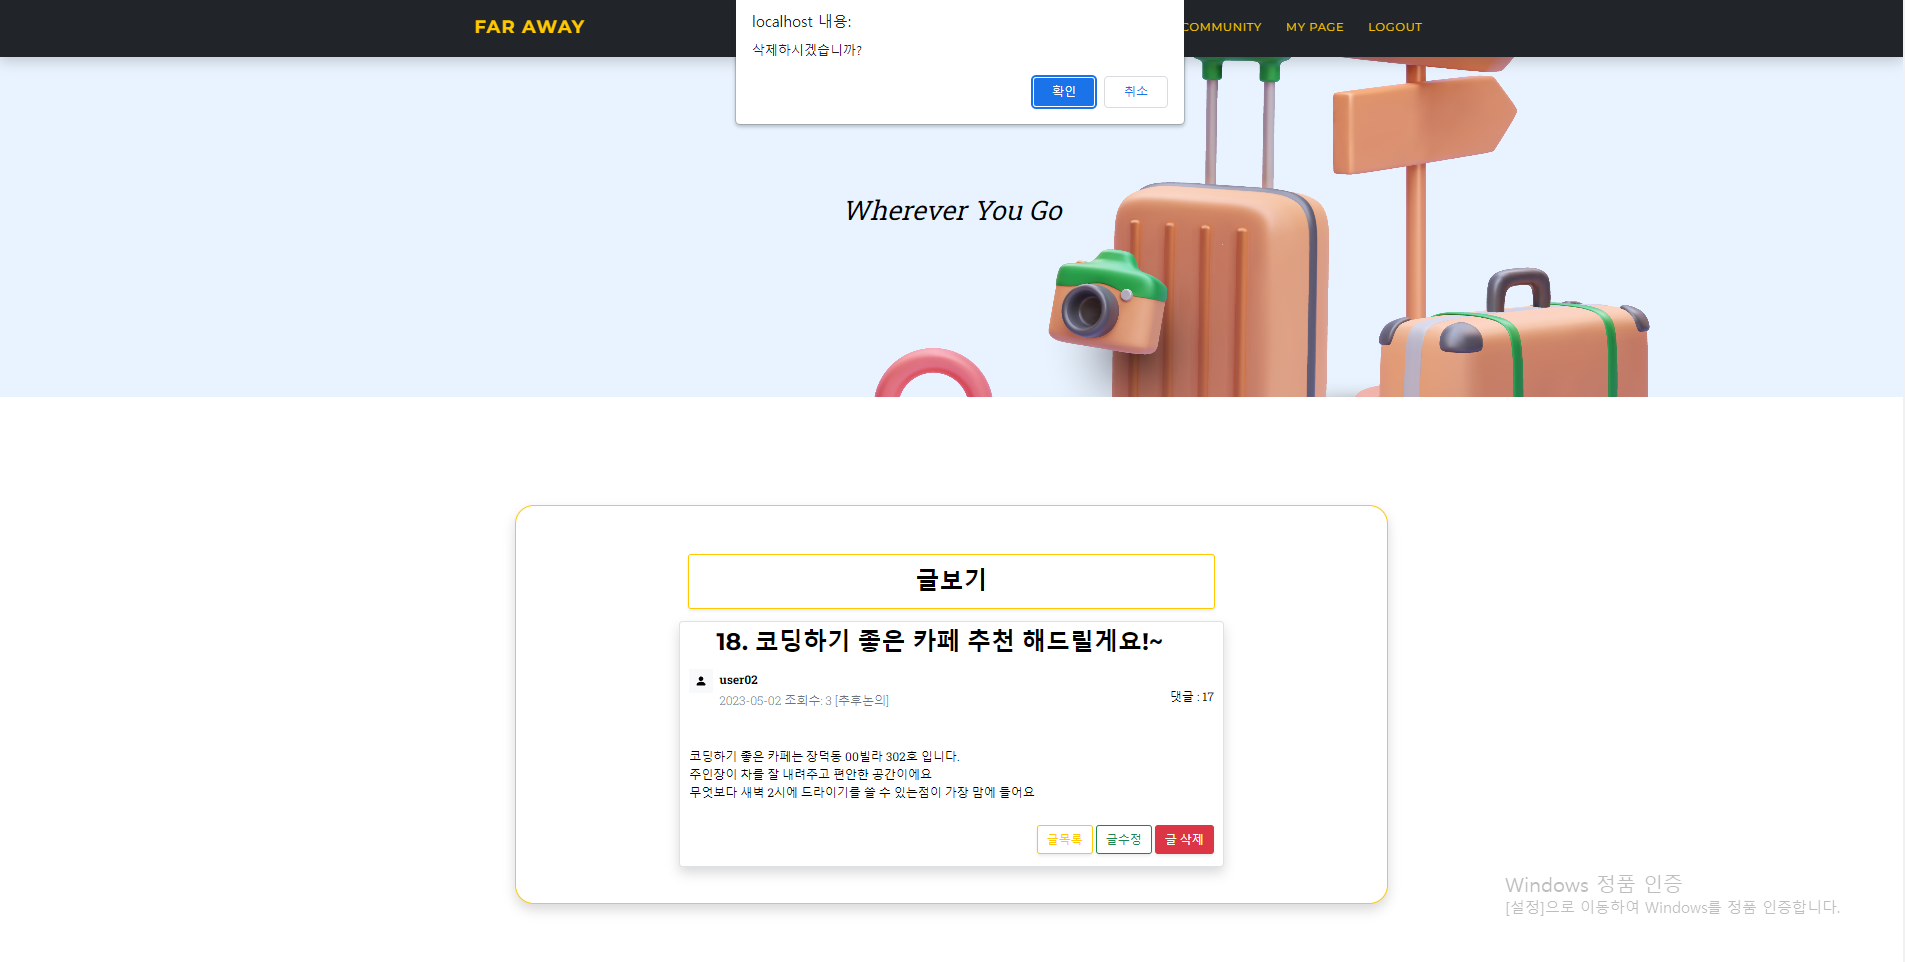 FAR AWAY
COMMUNITY
MY PAGE
LOGOUT
localhost 내용:
삭제하시겠습니까?
확인
취소
Wherever You Go
글보기
18. 코딩하기 좋은 카페 추천 해드릴게요!~
user02
2023-05-02 조회수: 3 [추후논의]
댓글 : 17
코딩하기 좋은 카페는 장덕동 00빌라 302호 입니다.
주인장이 차를 잘 내려주고 편안한 공간이에요
무엇보다 새벽 2시에 드라이기를 쓸 수 있는점이 가장 맘에 들어요
글목록
글수정
글 삭제
Windows 정품 인증
[설정]으로 이동하여 Windows를 정품 인증합니다.